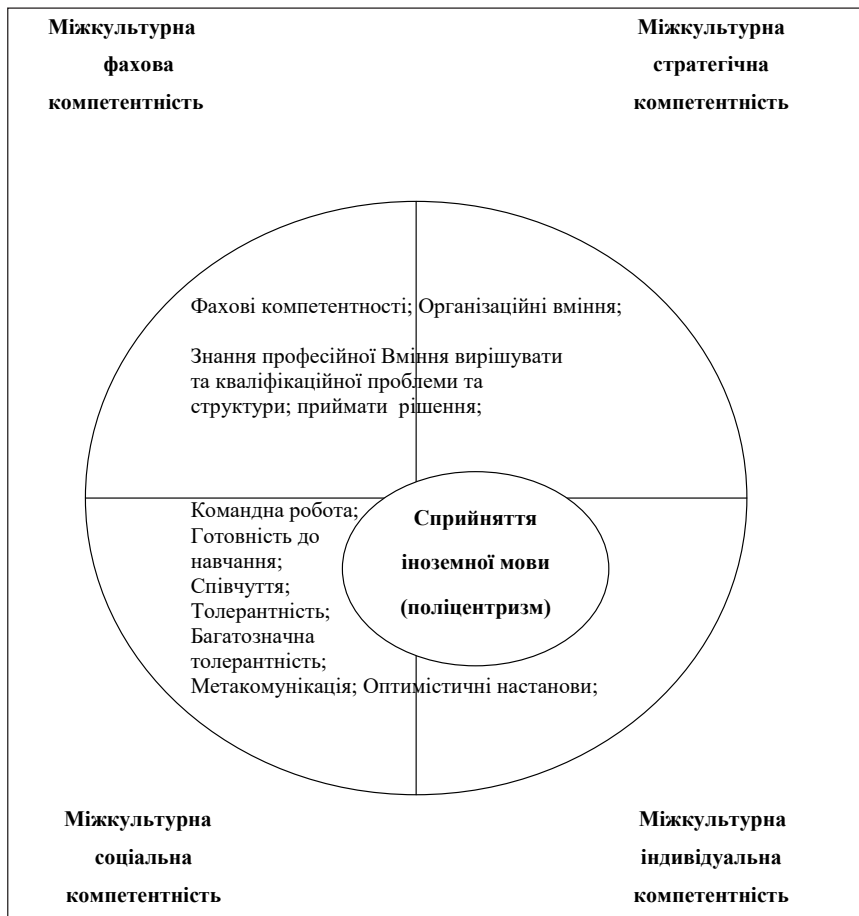 Міжкультурна
фахова
компетентність
Міжкультурна
стратегічна
компетентність
Фахові компетентності; Організаційні вміння;
Знання професійної Вміння вирішувати
та кваліфікаційної проблеми та
структури; приймати рішення;
Командна робота;
Готовність до
навчання;
Співчуття;
Толерантність;
Багатозначна
толерантність;
Метакомунікація; Оптимістичні настанови;
Сприйняття
іноземної мови
(поліцентризм)
Міжкультурна
соціальна
компетентність
Міжкультурна
індивідуальна
компетентність